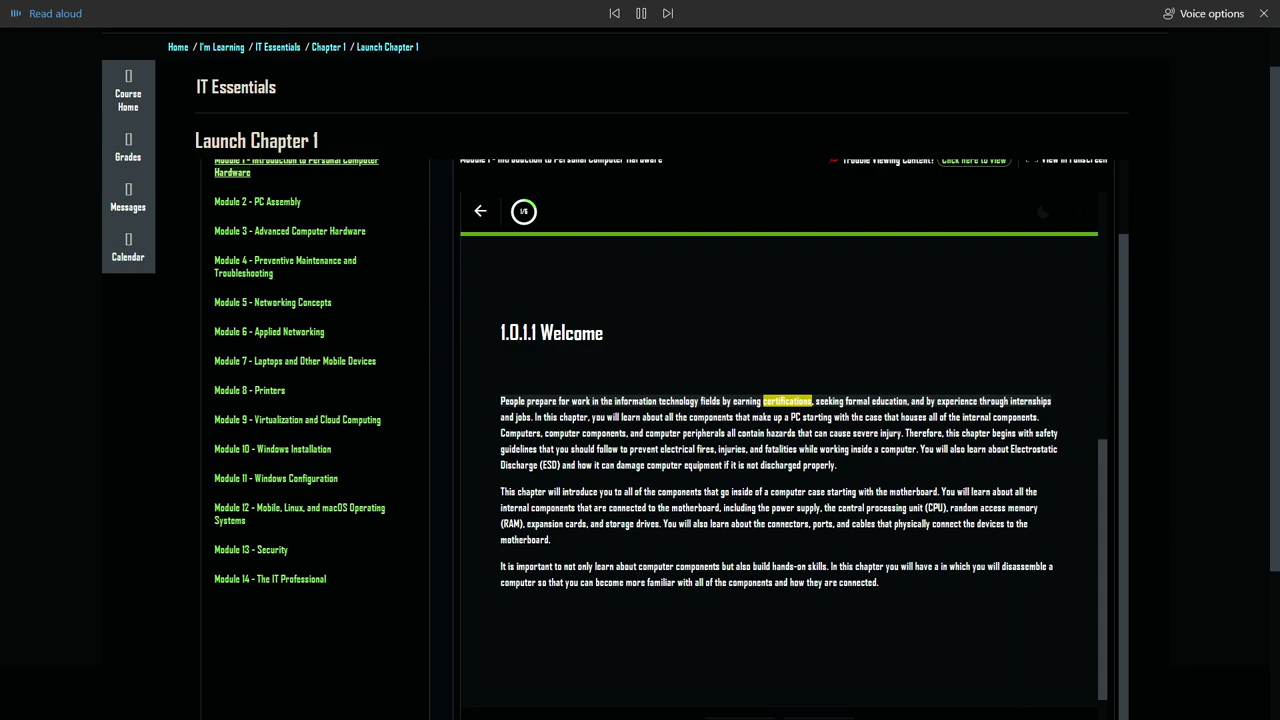 Read aloud
Voice options
Home / I'm Learning / IT Essentials / Chapter 1 / Launch Chapter 1
Course
Home
Grades
Messages
Calendar
IT Essentials
Launch Chapter 1
Module 1 - Introduction to Personal Computer
Hardware
Module 2 - PC Assembly
Module 3 - Advanced Computer Hardware
Module 4 - Preventive Maintenance and
Troubleshooting
Module 5 - Networking Concepts
Module 6 - Applied Networking
Module 7 - Laptops and Other Mobile Devices
Module 8 - Printers
Module 9 - Virtualization and Cloud Computing
Module 10 - Windows Installation
Module 11 - Windows Configuration
Module 12 - Mobile, Linux, and macOS Operating
Systems
Module 13 - Security
Module 14 - The IT Professional
Module 1 - Introduction to Personal Computer Hardware
Trouble Viewing Content? Click Here to View
View in Fullscreen
1/6
1.0.1.1 Welcome
People prepare for work in the information technology fields by earning certifications, seeking formal education, and by experience through internships
and jobs. In this chapter, you will learn about all the components that make up a PC starting with the case that houses all of the internal components.
Computers, computer components, and computer peripherals all contain hazards that can cause severe injury. Therefore, this chapter begins with safety
guidelines that you should follow to prevent electrical fires, injuries, and fatalities while working inside a computer. You will also learn about Electrostatic
Discharge (ESD) and how it can damage computer equipment if it is not discharged properly.
This chapter will introduce you to all of the components that go inside of a computer case starting with the motherboard. You will learn about all the
internal components that are connected to the motherboard, including the power supply, the central processing unit (CPU), random access memory
(RAM), expansion cards, and storage drives. You will also learn about the connectors, ports, and cables that physically connect the devices to the
motherboard.
It is important to not only learn about computer components but also build hands-on skills. In this chapter you will have a in which you will disassemble a
computer so that you can become more familiar with all of the components and how they are connected.